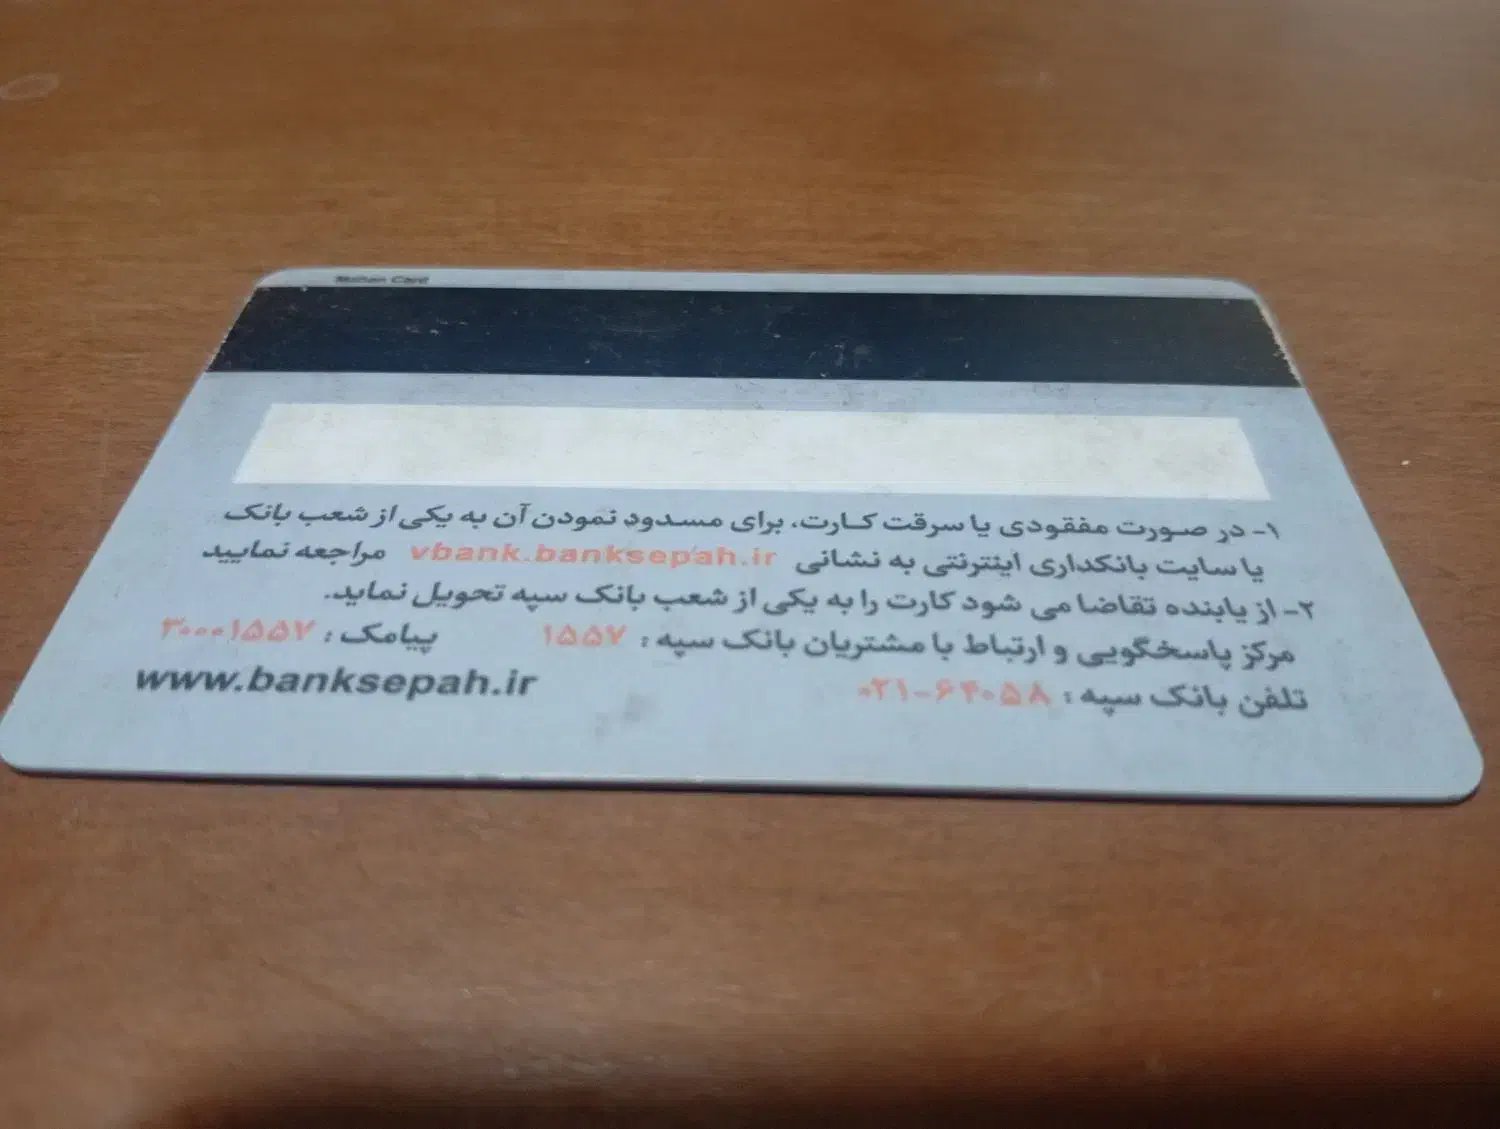 Card
۱- در صورت مفقودی یا سرقت کارت، برای مسدود نمودن آن به یکی از شعب بانک
یا سایت بانکداری اینترنتی به نشانی vbank.banksepah.ir مراجعه نمایید
۲- از یابنده تقاضا می شود کارت را به یکی از شعب بانک سپه تحویل نماید.
مرکز پاسخگویی و ارتباط با مشتریان بانک سپه : ۱۵۵۷ پیامک : ۳۰۰۰۱۵۵۷
تلفن بانک سپه : ۶۴۰۵۸-۰۲۱
www.banksepah.ir